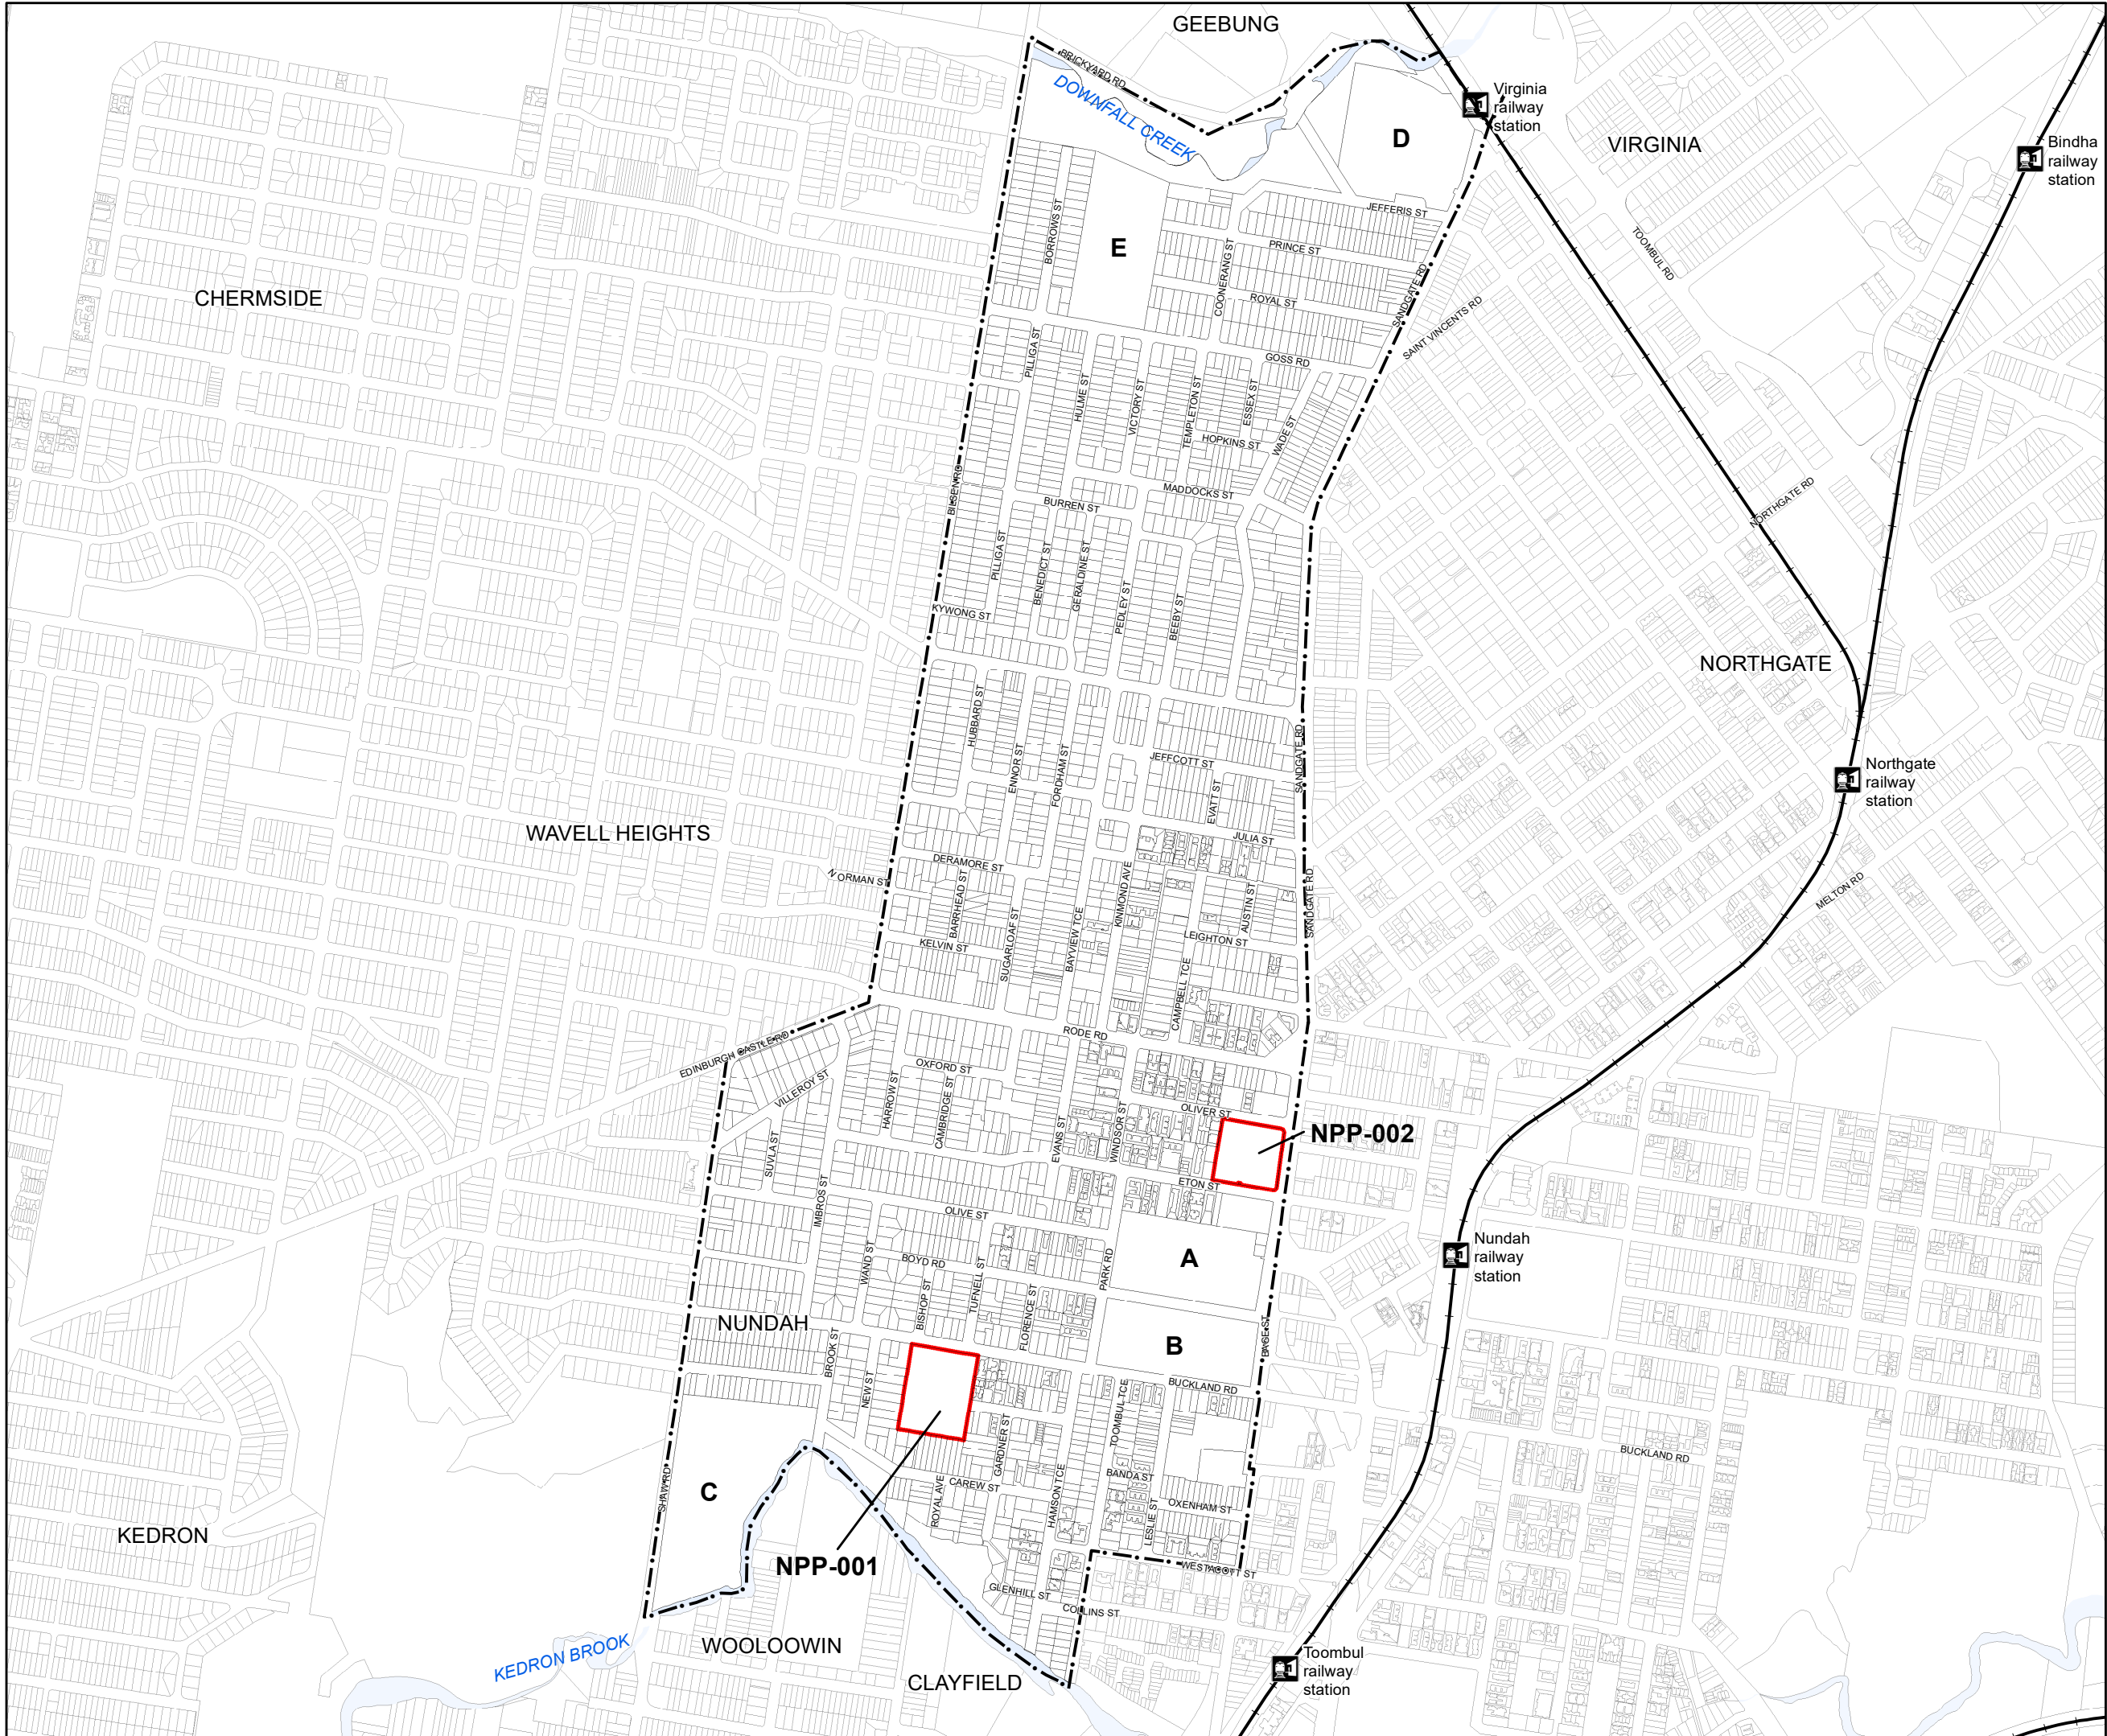 GEEBUNG
BRICKYARD RD
DOWNFALL CREEK
Virginia
railway
station
D
VIRGINIA
Bindha
railway
station
JEFFERIS ST
BORROWS ST
E
PRINCE ST
COONERANG ST
TOOMBUL RD
ROYAL ST
SANDGATE RD
CHERMSIDE
SAINT VINCENTS RD
PILLIGA ST
GOSS RD
HULME ST
VICTORY ST
TEMPLETON ST
ESSEX ST
WADE ST
HOPKINS ST
BILSEN RD
MADDOCKS ST
BURREN ST
NORTHGATE RD
PILLIGA ST
BENEDICT ST
GERALDINE ST
PEDLEY ST
BEEBY ST
KYWONG ST
NORTHGATE
HUBBARD ST
ENNOR ST
FORDHAM ST
JEFFCOTT ST
SANDGATE RD
EVATT ST
Northgate
railway
station
WAVELL HEIGHTS
JULIA ST
DERAMORE ST
NORMAN ST
BARRHEAD ST
SUGARLOAF ST
BAYVIEW TCE
KINMOND AVE
AUSTIN ST
SANDGATE RD
MELTON RD
KELVIN ST
LEIGHTON ST
CAMPBELL TCE
RODE RD
EDINBURGH CASTLE RD
OXFORD ST
VILLEROY ST
HARROW ST
CAMBRIDGE ST
OLIVER ST
EVANS ST
WINDSOR ST
NPP-002
SUVLA ST
ETON ST
IMBROS ST
OLIVE ST
WAND ST
BOYD RD
A
PARK RD
Nundah
railway
station
BISHOP ST
TUFNELL ST
FLORENCE ST
NUNDAH
BAGE ST
B
BROOK ST
NEW ST
BUCKLAND RD
TOOMBUL TCE
GARDNER ST
BUCKLAND RD
SHAW RD
C
CAREW ST
BANDA ST
ROYAL AVE
HAMSON TCE
OXENHAM ST
LESLIE ST
KEDRON
NPP-001
WESTACOTT ST
GLENHILL ST
COLLINS ST
KEDRON BROOK
WOOLOOWIN
CLAYFIELD
Toombul
railway
station